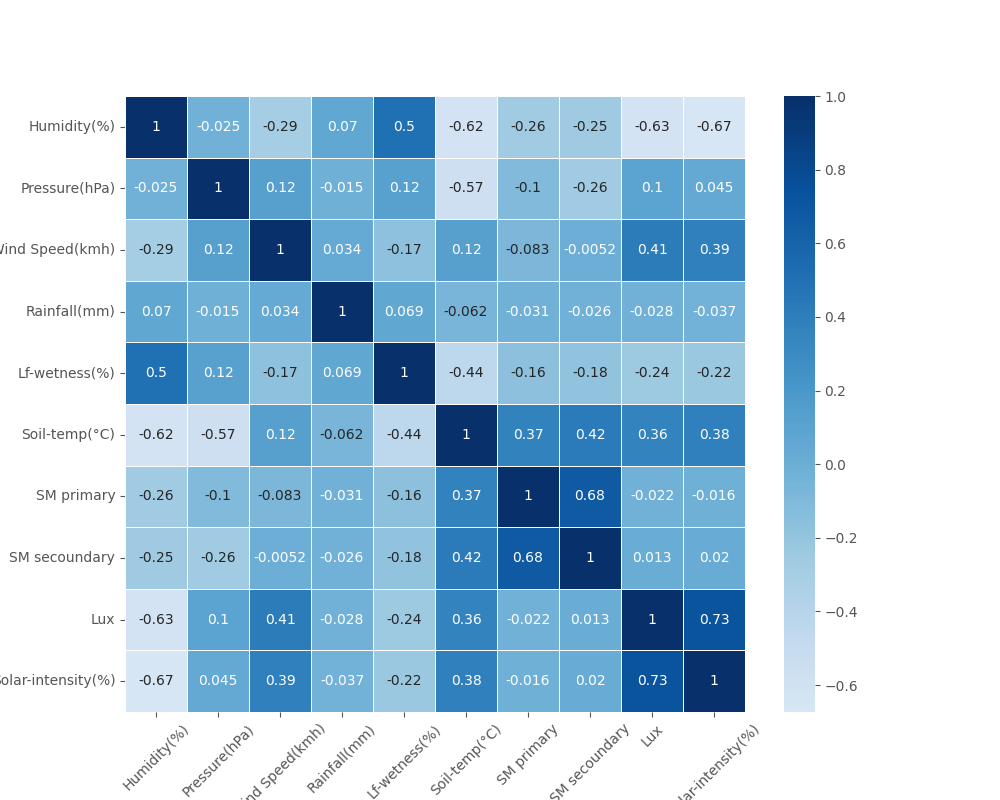 Humidity(%) 1 -0.025 -0.29 0.07 0.5 -0.62 -0.26 -0.25 -0.63 -0.67
Pressure(hPa) -0.025 1 0.12 -0.015 0.12 -0.57 -0.1 -0.26 0.1 0.045
Wind Speed(kmh) -0.29 0.12 1 0.034 -0.17 0.12 -0.083 -0.0052 0.41 0.39
Rainfall(mm) 0.07 -0.015 0.034 1 0.069 -0.062 -0.031 -0.026 -0.028 -0.037
Lf-wetness(%) 0.5 0.12 -0.17 0.069 1 -0.44 -0.16 -0.18 -0.24 -0.22
Soil-temp(°C) -0.62 -0.57 0.12 -0.062 -0.44 1 0.37 0.42 0.36 0.38
SM primary -0.26 -0.1 -0.083 -0.031 -0.16 0.37 1 0.68 -0.022 -0.016
SM secoundary -0.25 -0.26 -0.0052 -0.026 -0.18 0.42 0.68 1 0.013 0.02
Lux -0.63 0.1 0.41 -0.028 -0.24 0.36 -0.022 0.013 1 0.73
Solar-intensity(%) -0.67 0.045 0.39 -0.037 -0.22 0.38 -0.016 0.02 0.73 1
Humidity(%)
Pressure(hPa)
nd Speed(kmh)
Rainfall(mm)
Lf-wetness(%)
Soil-temp(°C)
SM primary
SM secoundary
Lux
lar-intensity(%)
1.0
0.8
0.6
0.4
0.2
0.0
−0.2
−0.4
−0.6